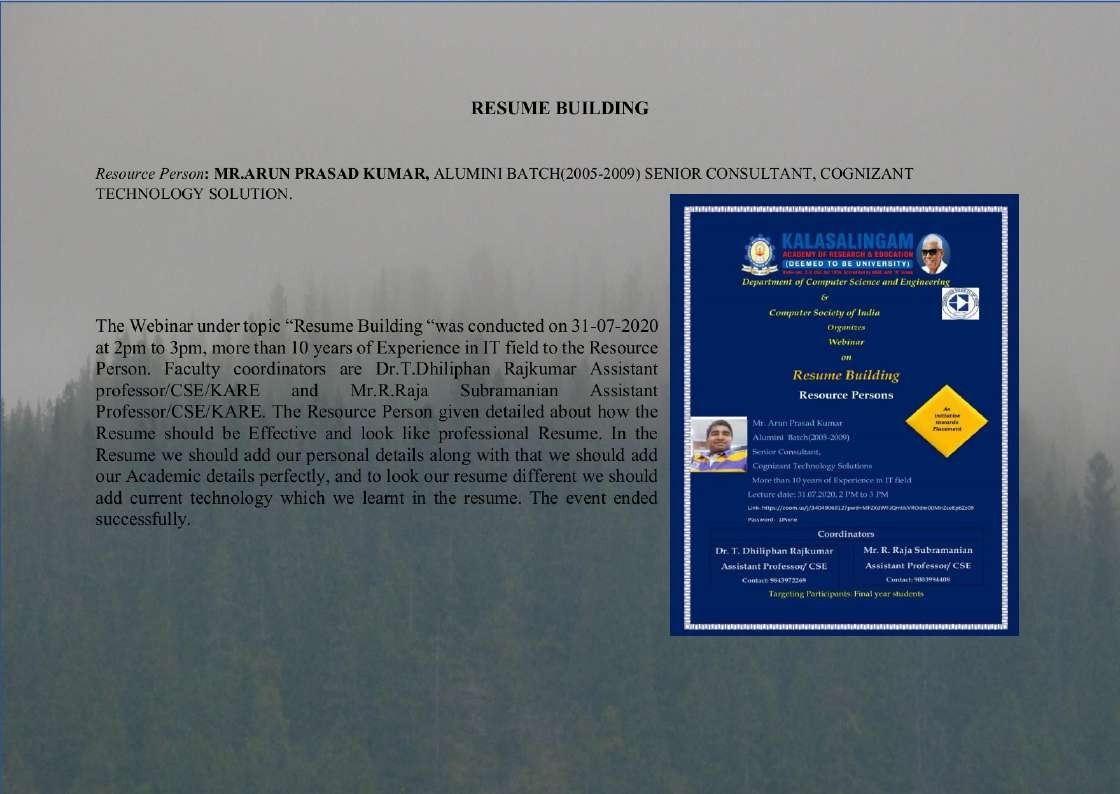 RESUME BUILDING
Resource Person: MR.ARUN PRASAD KUMAR, ALUMINI BATCH(2005-2009) SENIOR CONSULTANT, COGNIZANT
TECHNOLOGY SOLUTION.
The Webinar under topic “Resume Building “was conducted on 31-07-2020
at 2pm to 3pm, more than 10 years of Experience in IT field to the Resource
Person. Faculty coordinators are Dr.T.Dhiliphan Rajkumar Assistant
professor/CSE/KARE and Mr.R.Raja Subramanian Assistant
Professor/CSE/KARE. The Resource Person given detailed about how the
Resume should be Effective and look like professional Resume. In the
Resume we should add our personal details along with that we should add
our Academic details perfectly, and to look our resume different we should
add current technology which we learnt in the resume. The event ended
successfully.
KALASALINGAM
ACADEMY OF RESEARCH & EDUCATION
(DEEMED TO BE UNIVERSITY)
Department of Computer Science and Engineering
&
Computer Society of India
Organizes
Webinar
on
Resume Building
Resource Persons
An
initiative
towards
Placement
Mr. Arun Prasad Kumar
Alumini Batch(2005-2009)
Senior Consultant,
Cognizant Technology Solutions
More than 10 years of Experience in IT field
Lecture date: 31.07.2020, 2 PM to 3 PM
Link-
Password -
Coordinators
Dr. T. Dhiliphan Rajkumar
Assistant Professor/ CSE
Contact: 9843972269
Mr. R. Raja Subramanian
Assistant Professor/ CSE
Contact:
Targeting Participants: Final year students